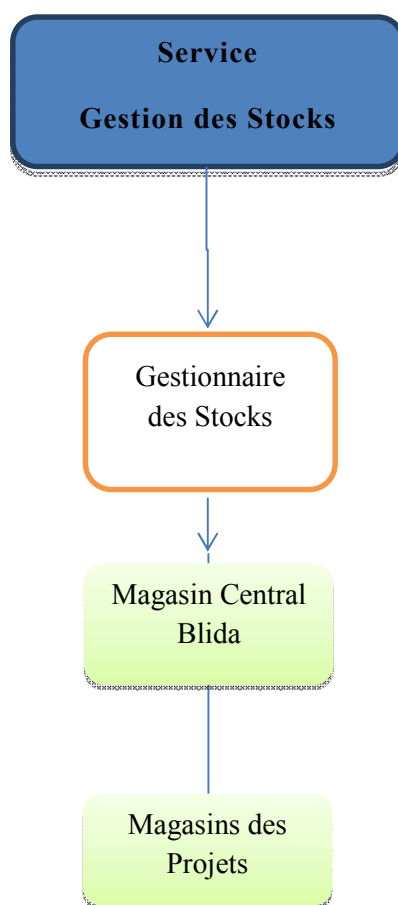 Service
Gestion des Stocks
Gestionnaire
des Stocks
Magasin Central
Blida
Magasins des
Projets